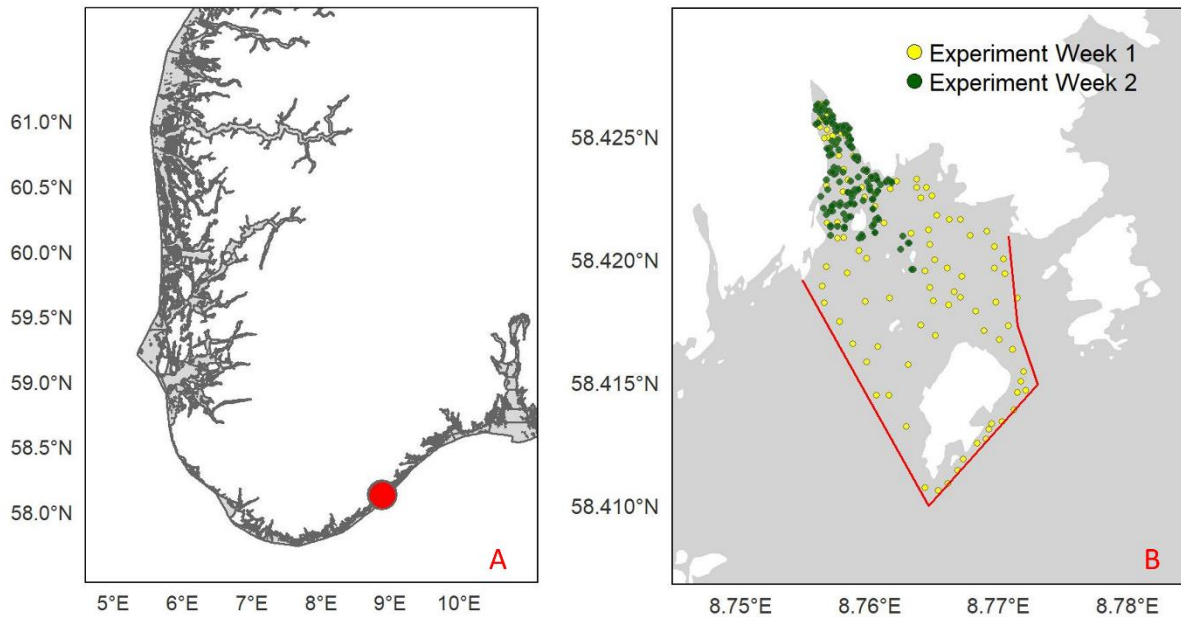 61.0°N
60.5°N
60.0°N
59.5°N
59.0°N
58.5°N
58.0°N
5°E 6°E 7°E 8°E 9°E 10°E
A
Experiment Week 1
Experiment Week 2
58.425°N
58.420°N
58.415°N
58.410°N
8.75°E 8.76°E 8.77°E 8.78°E
B